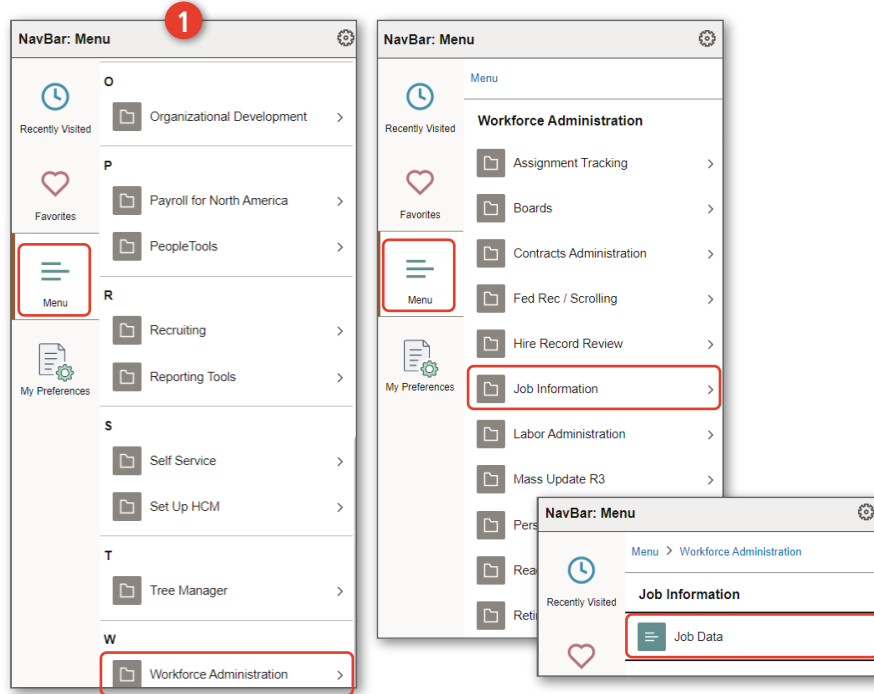 1
NavBar: Menu
Recently Visited
Favorites
Menu
My Preferences
O
Organizational Development
P
Payroll for North America
PeopleTools
R
Recruiting
Reporting Tools
S
Self Service
Set Up HCM
T
Tree Manager
W
Workforce Administration
NavBar: Menu
Recently Visited
Favorites
Menu
My Preferences
Menu
Workforce Administration
Assignment Tracking
Boards
Contracts Administration
Fed Rec / Scrolling
Hire Record Review
Job Information
Labor Administration
Mass Update R3
NavBar: Menu
Recently Visited
Menu > Workforce Administration
Job Information
Job Data